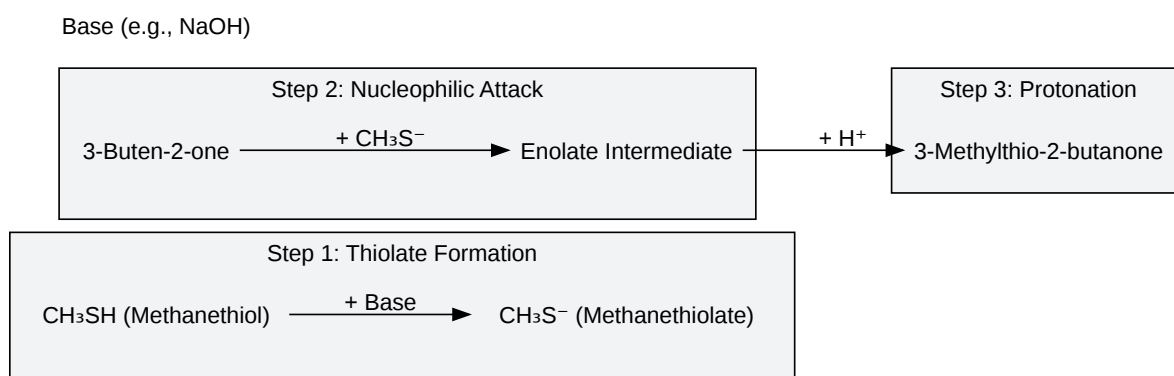 Base (e.g., NaOH)
Step 2: Nucleophilic Attack
3-Buten-2-one
+ CH₃S⁻
Enolate Intermediate
+ H⁺
Step 3: Protonation
3-Methylthio-2-butanone
Step 1: Thiolate Formation
CH₃SH (Methanethiol)
+ Base
CH₃S⁻ (Methanethiolate)